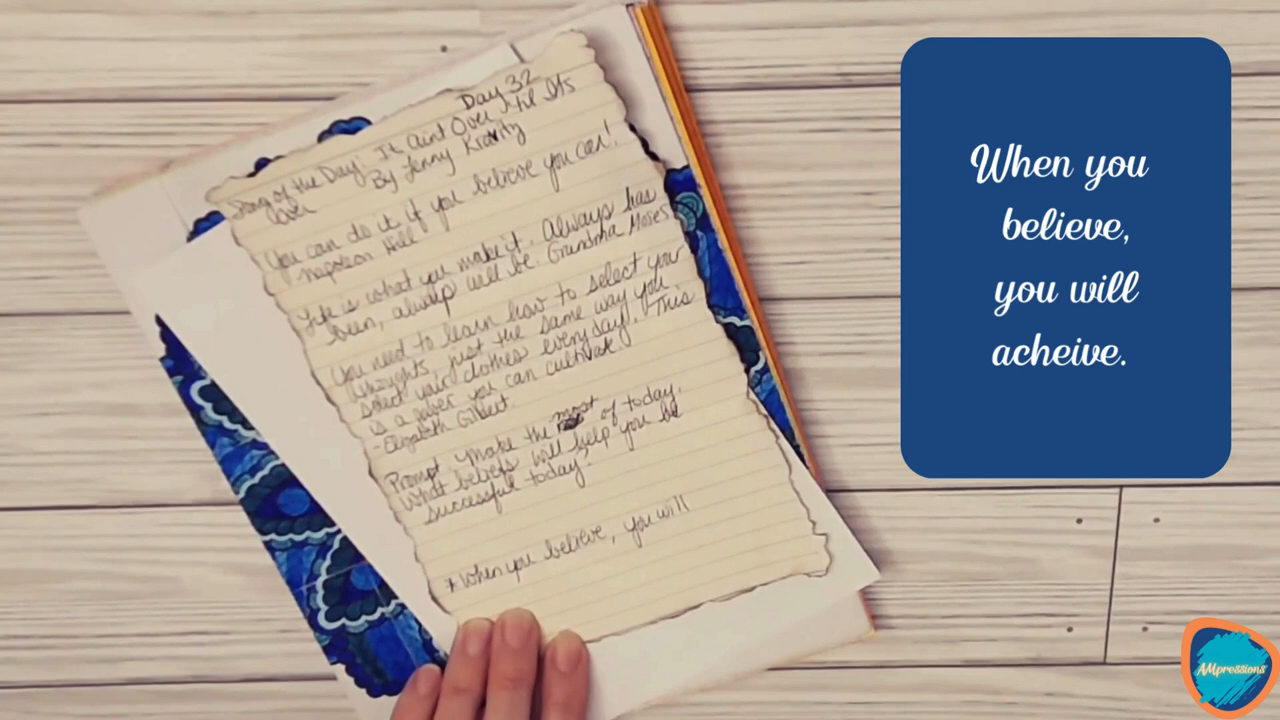 Day 32
Song of the Day: It Aint Over 'til Its
Over By Lenny Kravitz
You can do it if you believe you can!
Napoleon Hill
Life is what you make it. Always has
been, always will be. Grandma Moses
You need to learn how to select your
thoughts, just the same way you
select your clothes everyday. This
is a power you can cultivate.
- Elizabeth Gilbert
Prompt Make the most of today.
What beliefs will help you be
successful today?
* When you believe, you will
When you
believe,
you will
acheive.
AMpressions